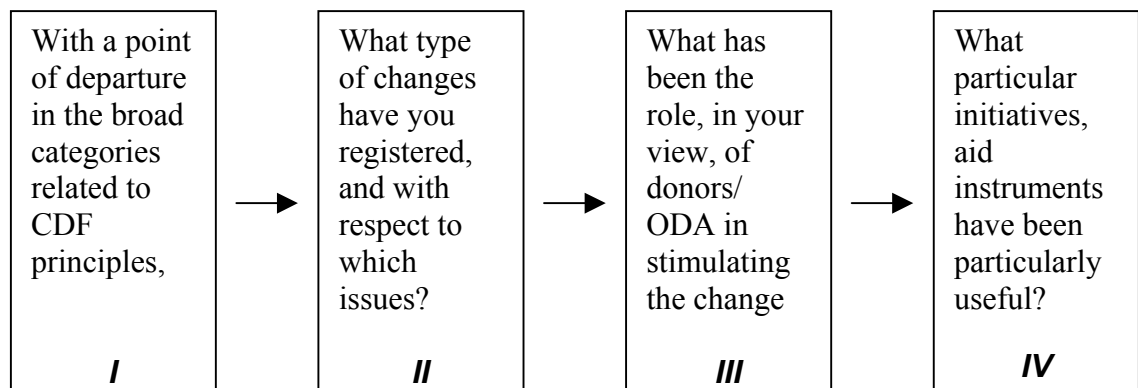 With a point
of departure
in the broad
categories
related to
CDF
principles,
I
What type
of changes
have you
registered,
and with
respect to
which
issues?
II
What has
been the
role, in your
view, of
donors/
ODA in
stimulating
the change
III
What
particular
initiatives,
aid
instruments
have been
particularly
useful?
IV